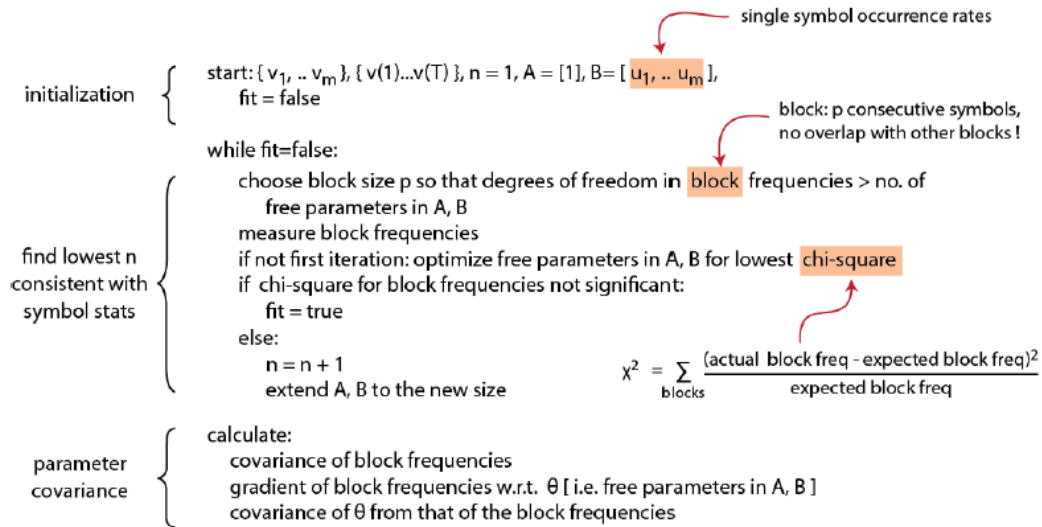 single symbol occurrence rates
initialization
start: { v₁, .. vₘ}, { v(1)...v(T) }, n = 1, A = [1], B= [ u₁, .. uₘ ],
fit = false
block: p consecutive symbols,
no overlap with other blocks !
while fit=false:
choose block size p so that degrees of freedom in block frequencies > no. of
free parameters in A, B
measure block frequencies
find lowest n
consistent with
symbol stats
if not first iteration: optimize free parameters in A, B for lowest chi-square
if chi-square for block frequencies not significant:
fit = true
else:
n = n + 1
extend A, B to the new size
χ² = ∑ blocks (actual block freq - expected block freq)² / expected block freq
parameter
covariance
calculate:
covariance of block frequencies
gradient of block frequencies w.r.t. θ [ i.e. free parameters in A, B ]
covariance of θ from that of the block frequencies